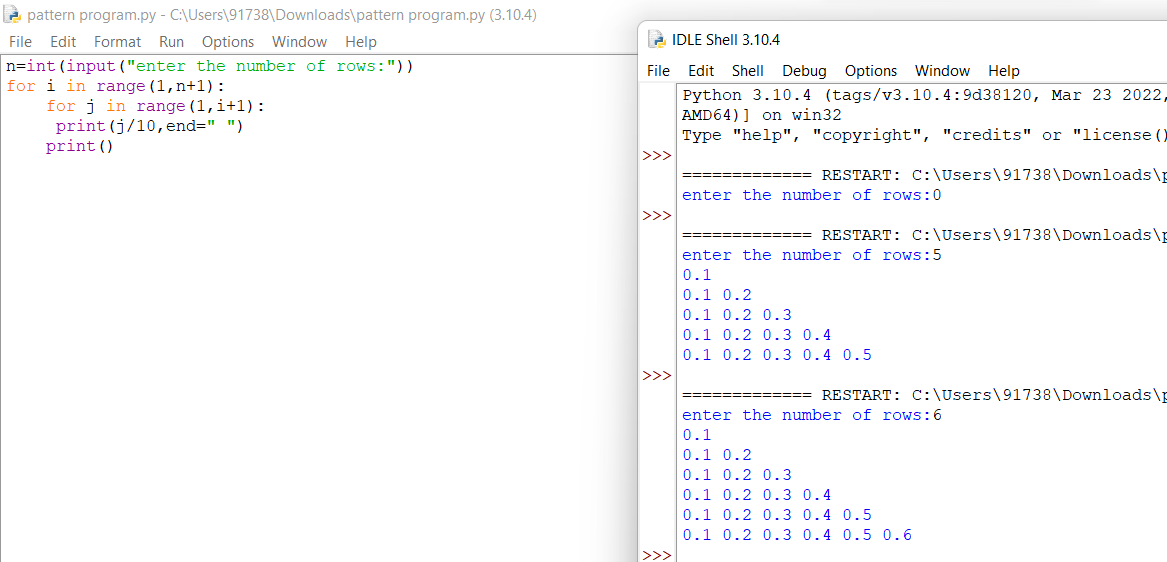 pattern program.py - C:\Users\91738\Downloads\pattern program.py (3.10.4)
File Edit Format Run Options Window Help
n=int(input("enter the number of rows:"))
for i in range(1,n+1):
    for j in range(1,i+1):
     print(j/10,end=" ")
    print()
IDLE Shell 3.10.4
File Edit Shell Debug Options Window Help
Python 3.10.4 (tags/v3.10.4:9d38120, Mar 23 2022,
AMD64)] on win32
Type "help", "copyright", "credits" or "license()
>>>
============= RESTART: C:\Users\91738\Downloads\p
enter the number of rows:0
>>>
============= RESTART: C:\Users\91738\Downloads\p
enter the number of rows:5
0.1
0.1 0.2
0.1 0.2 0.3
0.1 0.2 0.3 0.4
0.1 0.2 0.3 0.4 0.5
>>>
============= RESTART: C:\Users\91738\Downloads\p
enter the number of rows:6
0.1
0.1 0.2
0.1 0.2 0.3
0.1 0.2 0.3 0.4
0.1 0.2 0.3 0.4 0.5
0.1 0.2 0.3 0.4 0.5 0.6
>>>